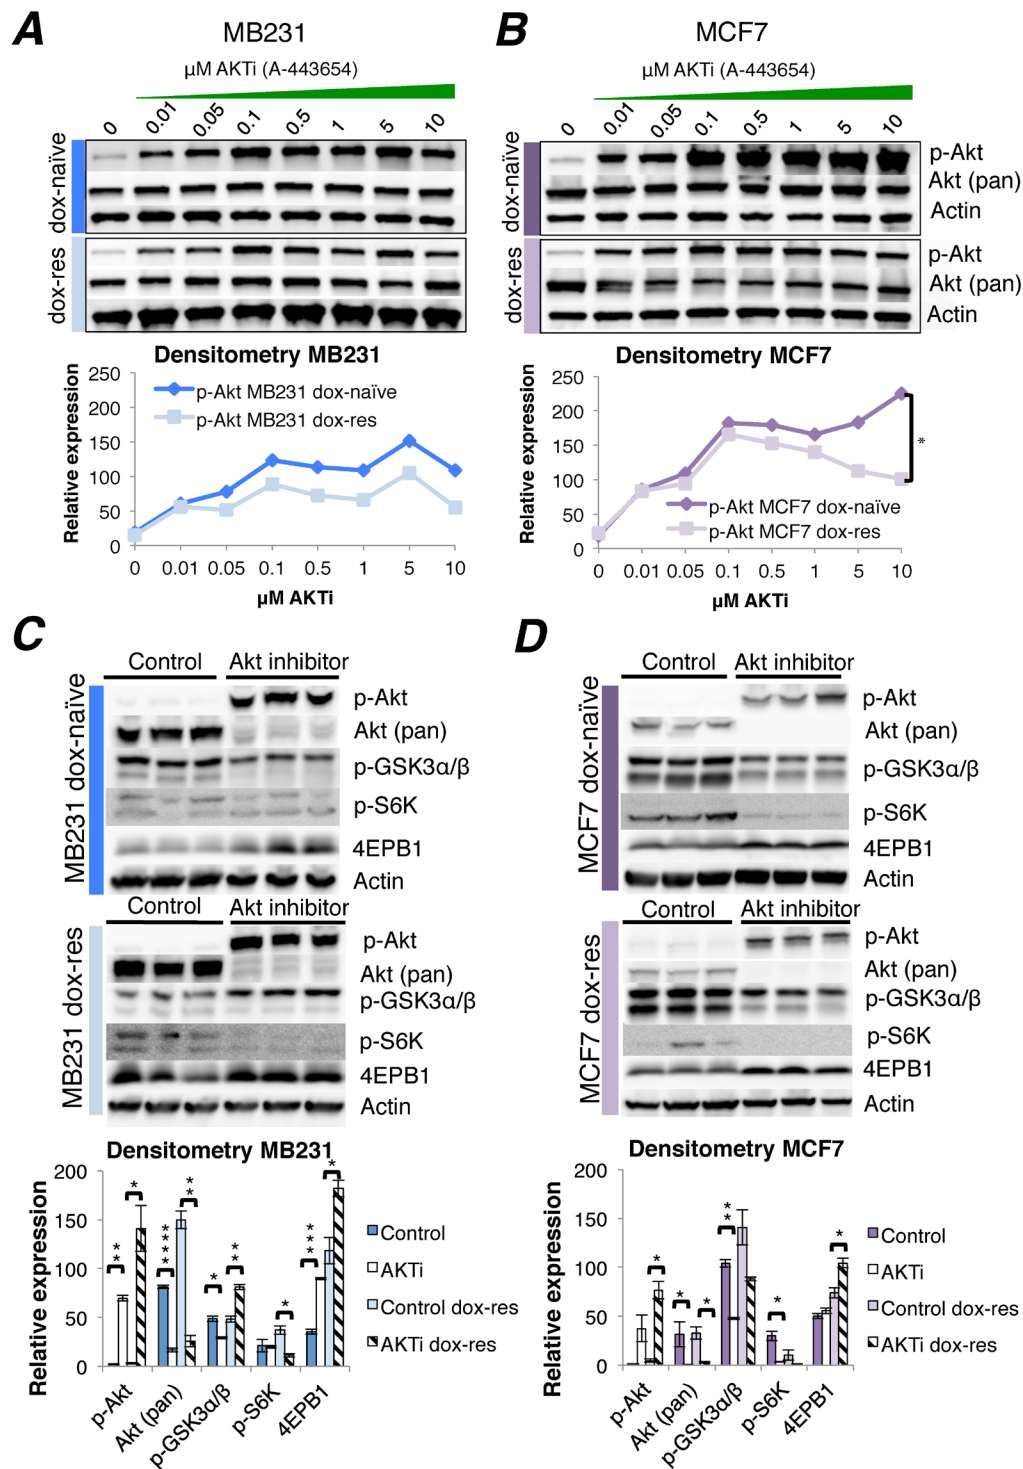 A
MB231
µM AKTi (A-443654)
0 0.01 0.05 0.1 0.5 1 5 10
dox-naïve
dox-res
Densitometry MB231
Relative expression
250
200
150
100
50
0
p-Akt MB231 dox-naïve
p-Akt MB231 dox-res
0 0.01 0.05 0.1 0.5 1 5 10
µM AKTi
B
MCF7
µM AKTi (A-443654)
0 0.01 0.05 0.1 0.5 1 5 10
dox-naïve
p-Akt
Akt (pan)
Actin
dox-res
p-Akt
Akt (pan)
Actin
Densitometry MCF7
Relative expression
250
200
150
100
50
0
*
p-Akt MCF7 dox-naïve
p-Akt MCF7 dox-res
0 0.01 0.05 0.1 0.5 1 5 10
µM AKTi
C
Control Akt inhibitor
MB231 dox-naïve
p-Akt
Akt (pan)
p-GSK3α/β
p-S6K
4EPB1
Actin
Control Akt inhibitor
MB231 dox-res
p-Akt
Akt (pan)
p-GSK3α/β
p-S6K
4EPB1
Actin
Densitometry MB231
Relative expression
200
150
100
50
0
**
*
****
**
*
**
*
***
*
Control
AKTi
Control dox-res
AKTi dox-res
p-Akt
Akt (pan)
p-GSK3α/β
p-S6K
4EPB1
D
Control Akt inhibitor
MCF7 dox-naïve
p-Akt
Akt (pan)
p-GSK3α/β
p-S6K
4EPB1
Actin
Control Akt inhibitor
MCF7 dox-res
p-Akt
Akt (pan)
p-GSK3α/β
p-S6K
4EPB1
Actin
Densitometry MCF7
Relative expression
200
150
100
50
0
*
*
*
**
*
*
Control
AKTi
Control dox-res
AKTi dox-res
p-Akt
Akt (pan)
p-GSK3α/β
p-S6K
4EPB1